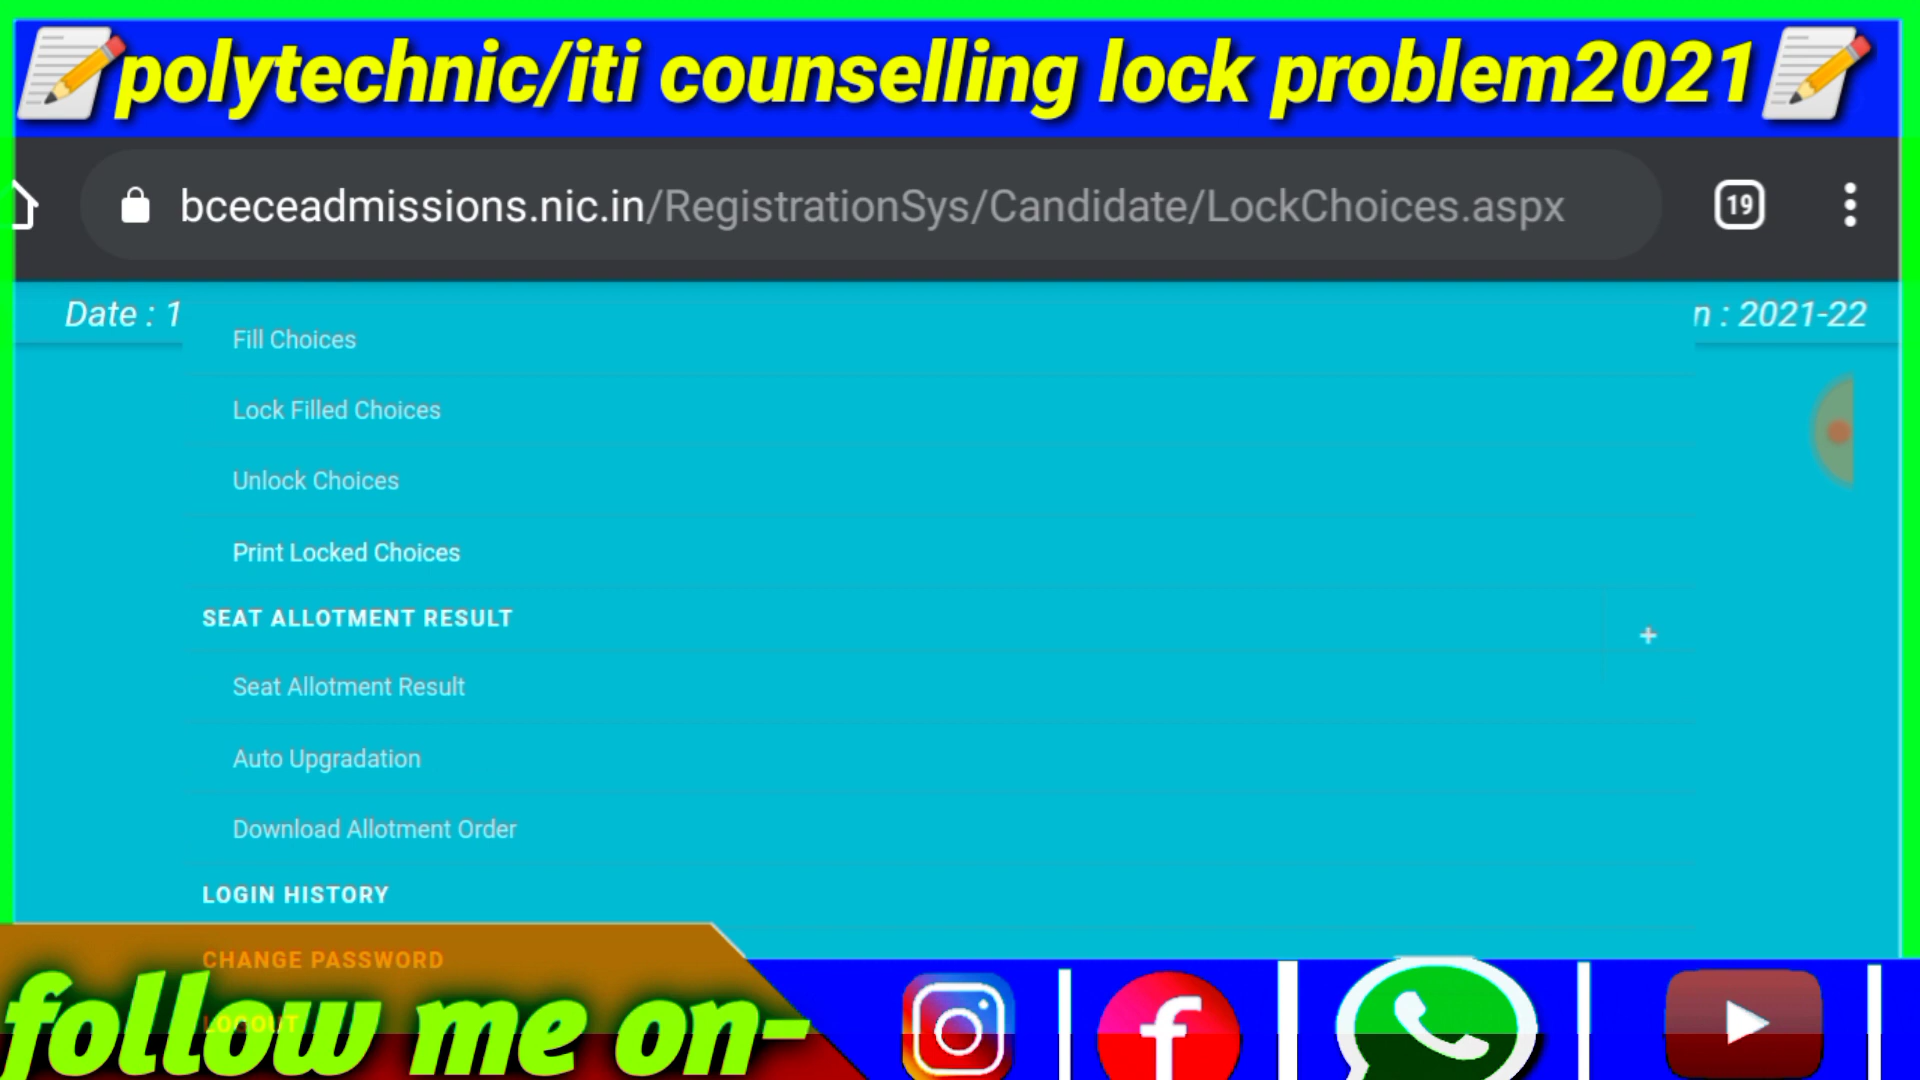 polytechnic/iti counselling lock problem2021
bceceadmissions.nic.in/RegistrationSys/Candidate/LockChoices.aspx
19
Date : 1
n : 2021-22
Fill Choices
Lock Filled Choices
Unlock Choices
Print Locked Choices
SEAT ALLOTMENT RESULT
+
Seat Allotment Result
Auto Upgradation
Download Allotment Order
LOGIN HISTORY
CHANGE PASSWORD
LOGOUT
follow me on-